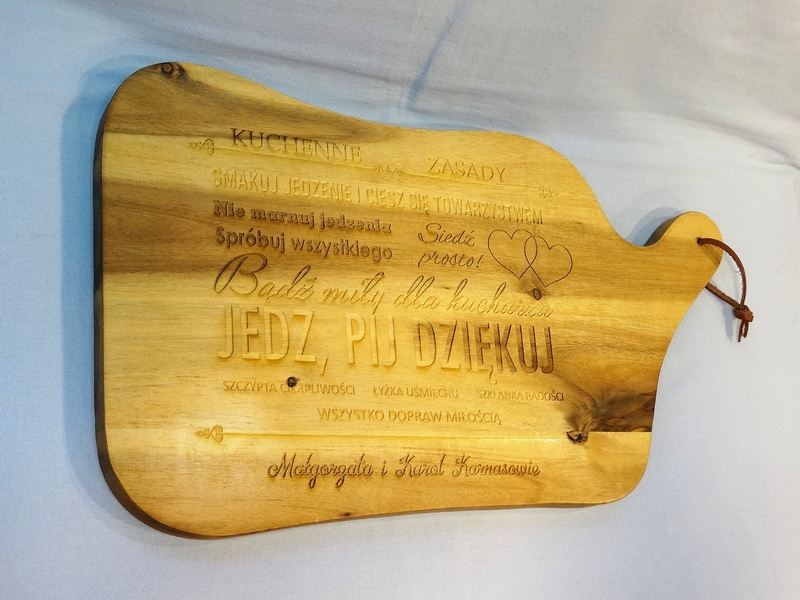 KUCHENNE ZASADY
SMAKUJ JEDZENIE I CIESZ SIĘ TOWARZYSTWEM
Nie marnuj jedzenia
Spróbuj wszystkiego
Siedź
prosto!
Bądź miły dla kucharza
JEDZ, PIJ DZIĘKUJ
SZCZYPTA CIERPLIWOŚCI ŁYŻKA UŚMIECHU SZKLANKA RADOŚCI
WSZYSTKO DOPRAW MIŁOŚCIĄ
Małgorzata i Karol Karnasowie